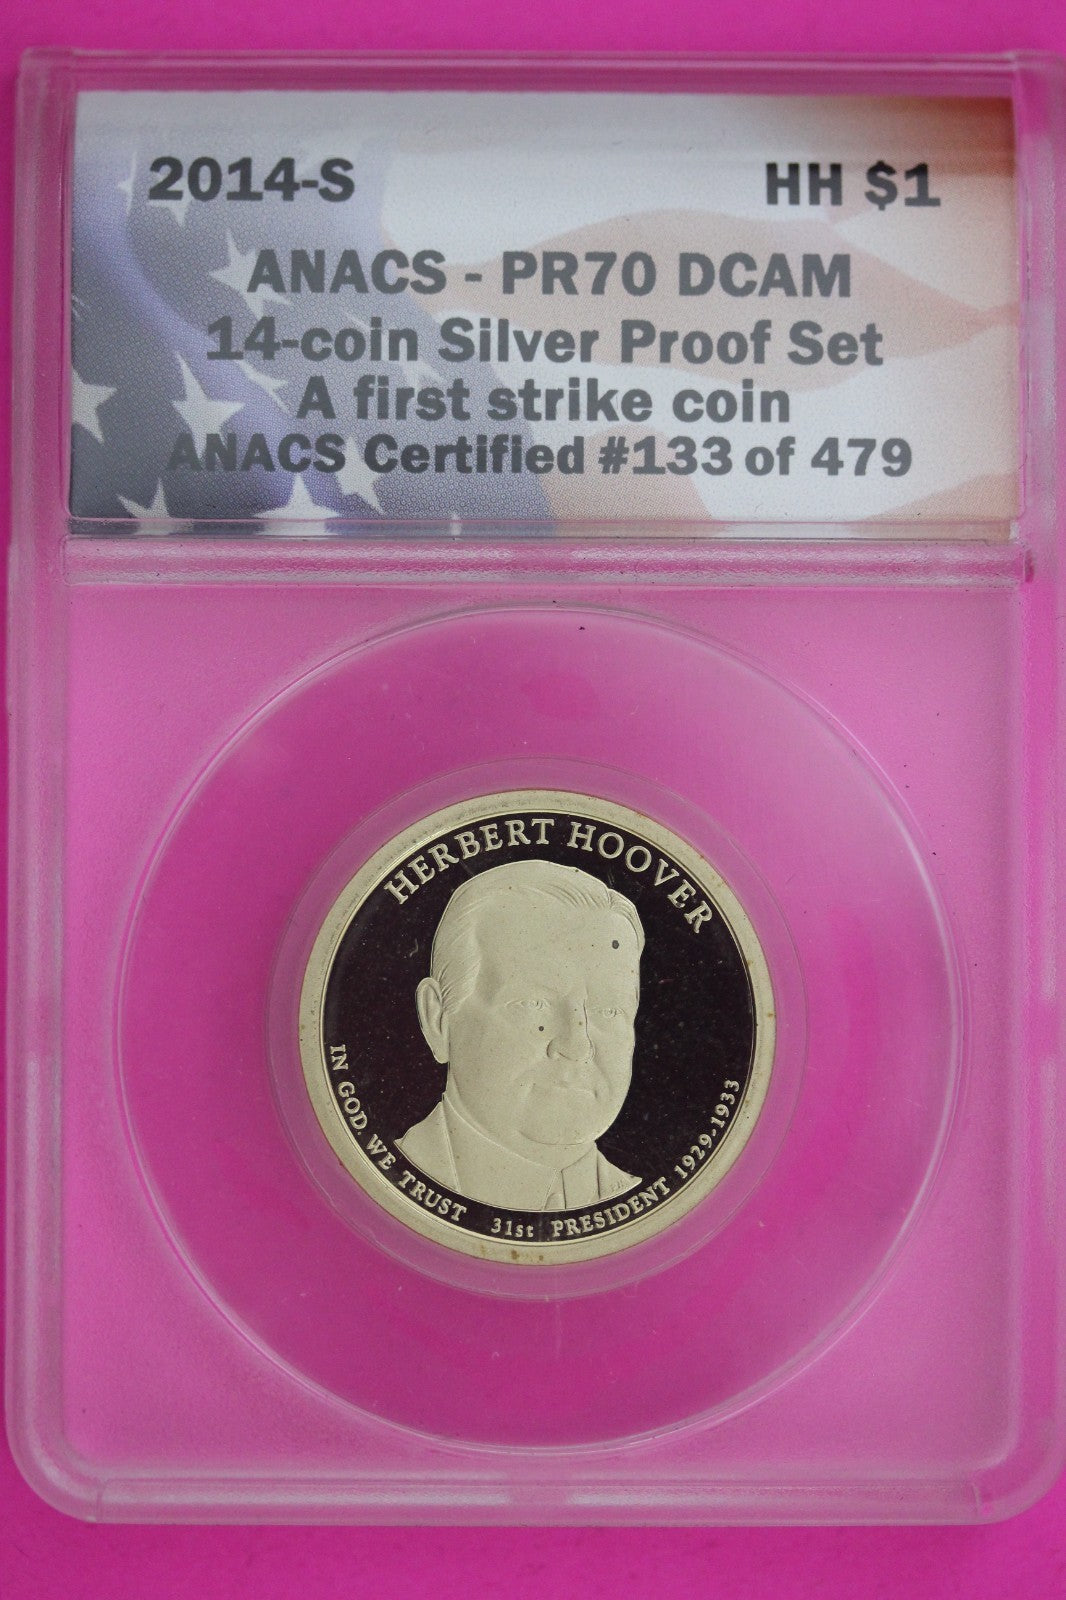 2014-S HH $1
ANACS - PR70 DCAM
14-coin Silver Proof Set
A first strike coin
ANACS Certified #133 of 479
HERBERT HOOVER
IN GOD WE TRUST
31st PRESIDENT 1929-1933